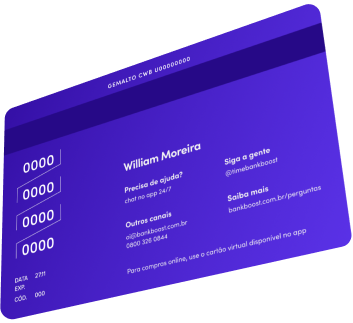 GEMALTO CWB U00000000
0000
0000
0000
0000
DATA EXP. 27/1
CÓD. 000
William Moreira
Precisa de ajuda?
chat no app 24/7
Outros canais
oi@bankboost.com.br
0800 326 0844
Siga a gente
@timebankboost
Saiba mais
bankboost.com.br/perguntas
Para compras online, use o cartão virtual disponível no app